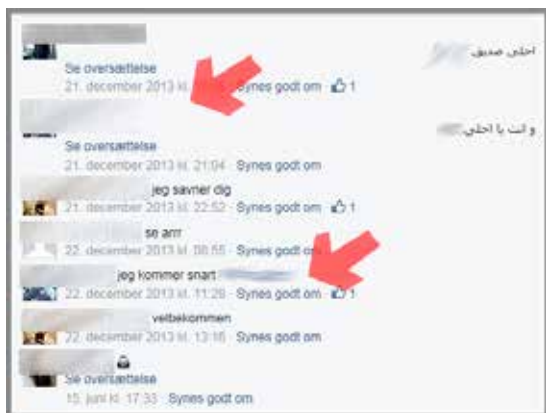 احلى صديق
Se oversættelse
21. december 2013 kl. Synes godt om 1
و انت يا احلى
Se oversættelse
21. december 2013 kl. 21:04 · Synes godt om
jeg savner dig
21. december 2013 kl. 22:52 · Synes godt om · 1
se arrr
22. december 2013 kl. 08:55 · Synes godt om
jeg kommer snart
22. december 2013 kl. 11:28 · Synes godt om · 1
velbekommen
22. december 2013 kl. 13:16 · Synes godt om
Se oversættelse
15. juni kl. 17:33 · Synes godt om